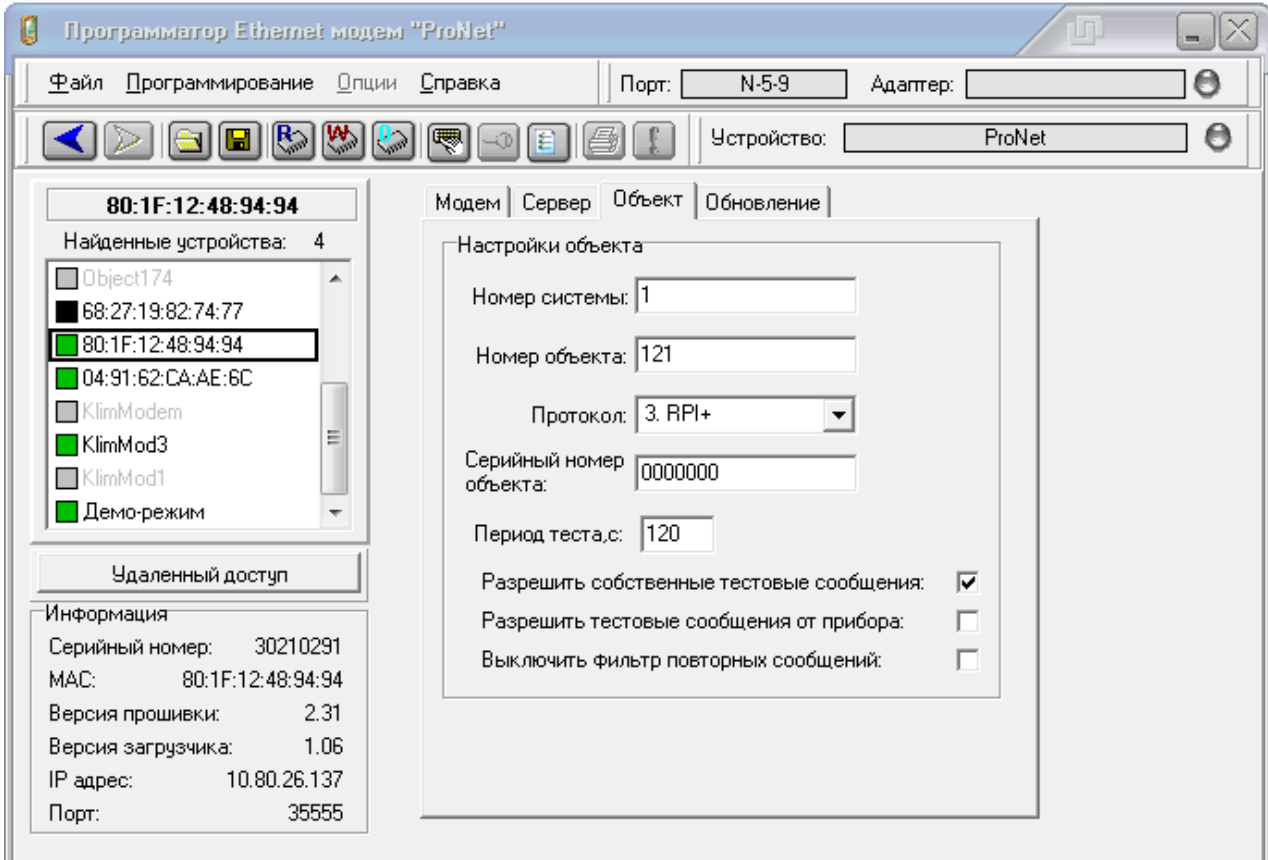 Программатор Ethernet модем "ProNet"
Файл Программирование Опции Справка Порт: N-5-9 Адаптер:
R W Устройство: ProNet
80:1F:12:48:94:94
Найденные устройства: 4
Object174
68:27:19:82:74:77
80:1F:12:48:94:94
04:91:62:CA:AE:6C
KlimModem
KlimMod3
KlimMod1
Демо-режим
Удаленный доступ
Информация
Серийный номер: 30210291
MAC: 80:1F:12:48:94:94
Версия прошивки: 2.31
Версия загрузчика: 1.06
IP адрес: 10.80.26.137
Порт: 35555
Модем Сервер Объект Обновление
Настройки объекта
Номер системы: 1
Номер объекта: 121
Протокол: 3. RPI+
Серийный номер
объекта: 0000000
Период теста,с: 120
Разрешить собственные тестовые сообщения:
Разрешить тестовые сообщения от прибора:
Выключить фильтр повторных сообщений: